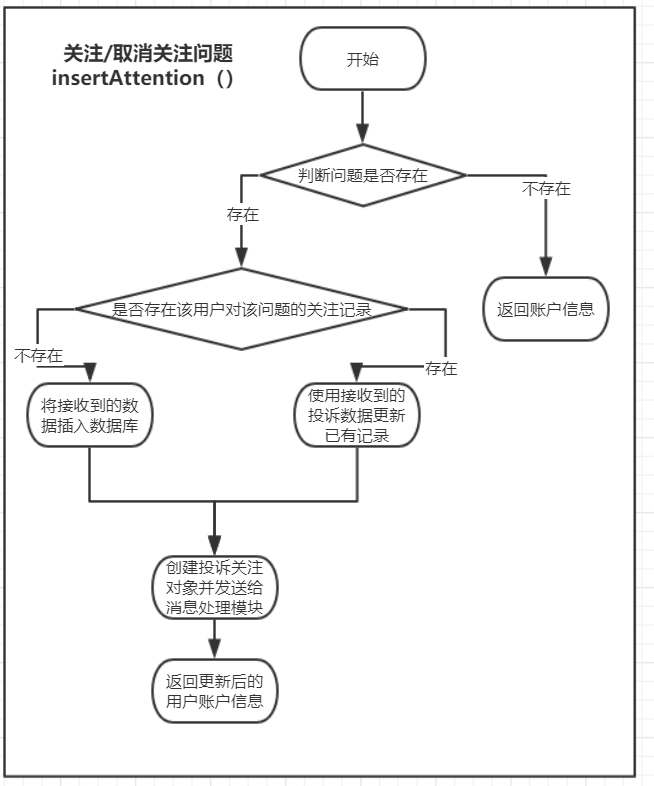 关注/取消关注问题
insertAttention（）
开始
判断问题是否存在
存在
不存在
返回账户信息
是否存在该用户对该问题的关注记录
不存在
存在
将接收到的数
据插入数据库
使用接收到的
投诉数据更新
已有记录
创建投诉关注
对象并发送给
消息处理模块
返回更新后的
用户账户信息